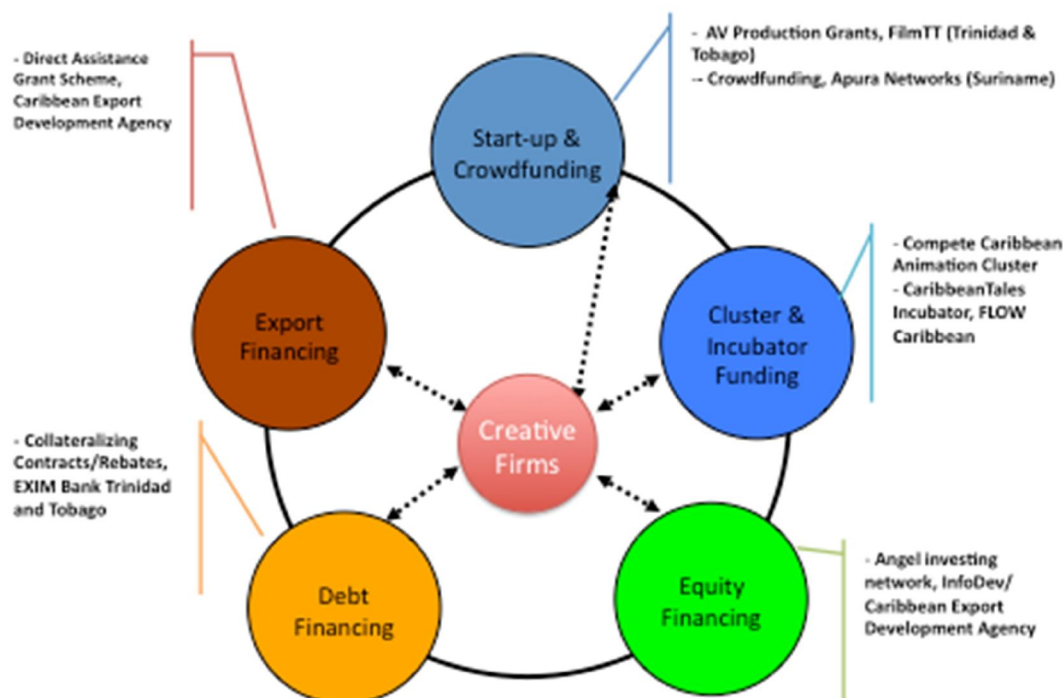 - Direct Assistance
Grant Scheme,
Caribbean Export
Development Agency
- AV Production Grants, FilmTT (Trinidad &
Tobago)
-- Crowdfunding, Apura Networks (Suriname)
Start-up &
Crowdfunding
- Compete Caribbean
Animation Cluster
- CaribbeanTales
Incubator, FLOW
Caribbean
Export
Financing
Cluster &
Incubator
Funding
Creative
Firms
- Collateralizing
Contracts/Rebates,
EXIM Bank Trinidad
and Tobago
Debt
Financing
Equity
Financing
- Angel investing
network, InfoDev/
Caribbean Export
Development Agency